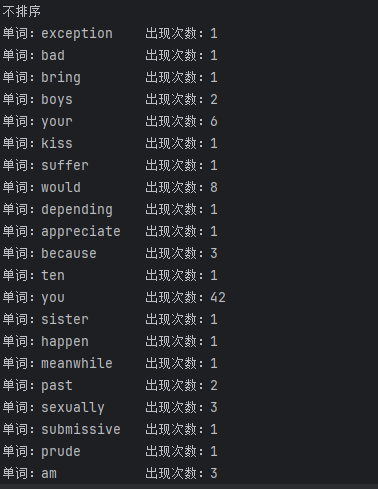 不排序
单词: exception 出现次数: 1
单词: bad 出现次数: 1
单词: bring 出现次数: 1
单词: boys 出现次数: 2
单词: your 出现次数: 6
单词: kiss 出现次数: 1
单词: suffer 出现次数: 1
单词: would 出现次数: 8
单词: depending 出现次数: 1
单词: appreciate 出现次数: 1
单词: because 出现次数: 3
单词: ten 出现次数: 1
单词: you 出现次数: 42
单词: sister 出现次数: 1
单词: happen 出现次数: 1
单词: meanwhile 出现次数: 1
单词: past 出现次数: 2
单词: sexually 出现次数: 3
单词: submissive 出现次数: 1
单词: prude 出现次数: 1
单词: am 出现次数: 3